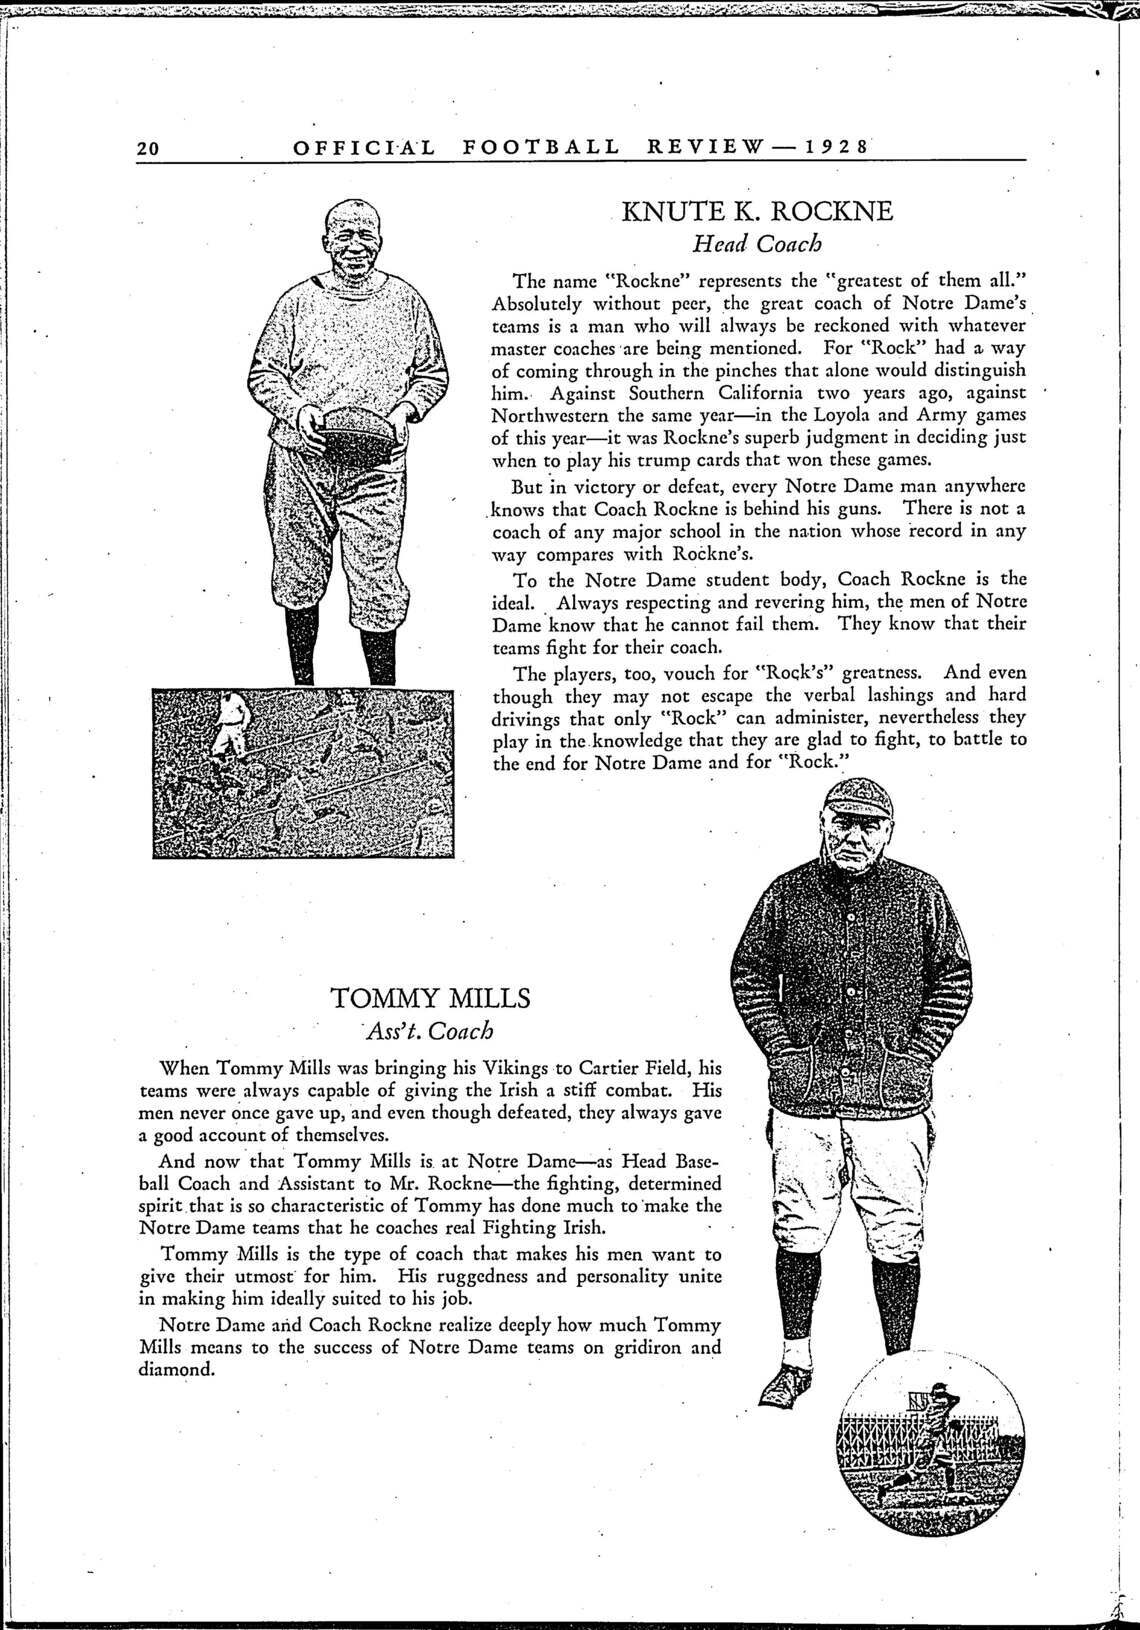 20 OFFICIAL FOOTBALL REVIEW—1928
KNUTE K. ROCKNE
Head Coach
The name "Rockne" represents the "greatest of them all."
Absolutely without peer, the great coach of Notre Dame's
teams is a man who will always be reckoned with whatever
master coaches are being mentioned. For "Rock" had a way
of coming through in the pinches that alone would distinguish
him. Against Southern California two years ago, against
Northwestern the same year—in the Loyola and Army games
of this year—it was Rockne's superb judgment in deciding just
when to play his trump cards that won these games.
But in victory or defeat, every Notre Dame man anywhere
knows that Coach Rockne is behind his guns. There is not a
coach of any major school in the nation whose record in any
way compares with Rockne's.
To the Notre Dame student body, Coach Rockne is the
ideal. Always respecting and revering him, the men of Notre
Dame know that he cannot fail them. They know that their
teams fight for their coach.
The players, too, vouch for "Rock's" greatness. And even
though they may not escape the verbal lashings and hard
drivings that only "Rock" can administer, nevertheless they
play in the knowledge that they are glad to fight, to battle to
the end for Notre Dame and for "Rock."
TOMMY MILLS
Ass't. Coach
When Tommy Mills was bringing his Vikings to Cartier Field, his
teams were always capable of giving the Irish a stiff combat. His
men never once gave up, and even though defeated, they always gave
a good account of themselves.
And now that Tommy Mills is at Notre Dame—as Head Base-
ball Coach and Assistant to Mr. Rockne—the fighting, determined
spirit that is so characteristic of Tommy has done much to make the
Notre Dame teams that he coaches real Fighting Irish.
Tommy Mills is the type of coach that makes his men want to
give their utmost for him. His ruggedness and personality unite
in making him ideally suited to his job.
Notre Dame and Coach Rockne realize deeply how much Tommy
Mills means to the success of Notre Dame teams on gridiron and
diamond.